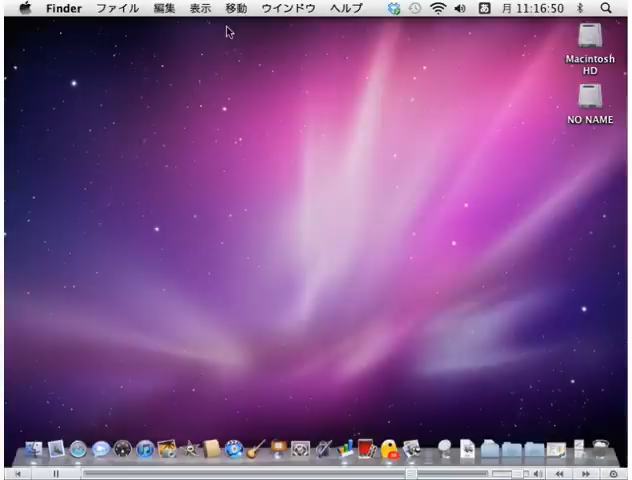 Finder ファイル 編集 表示 移動 ウインドウ ヘルプ あ 月 11:16:50
Macintosh
HD
NO NAME